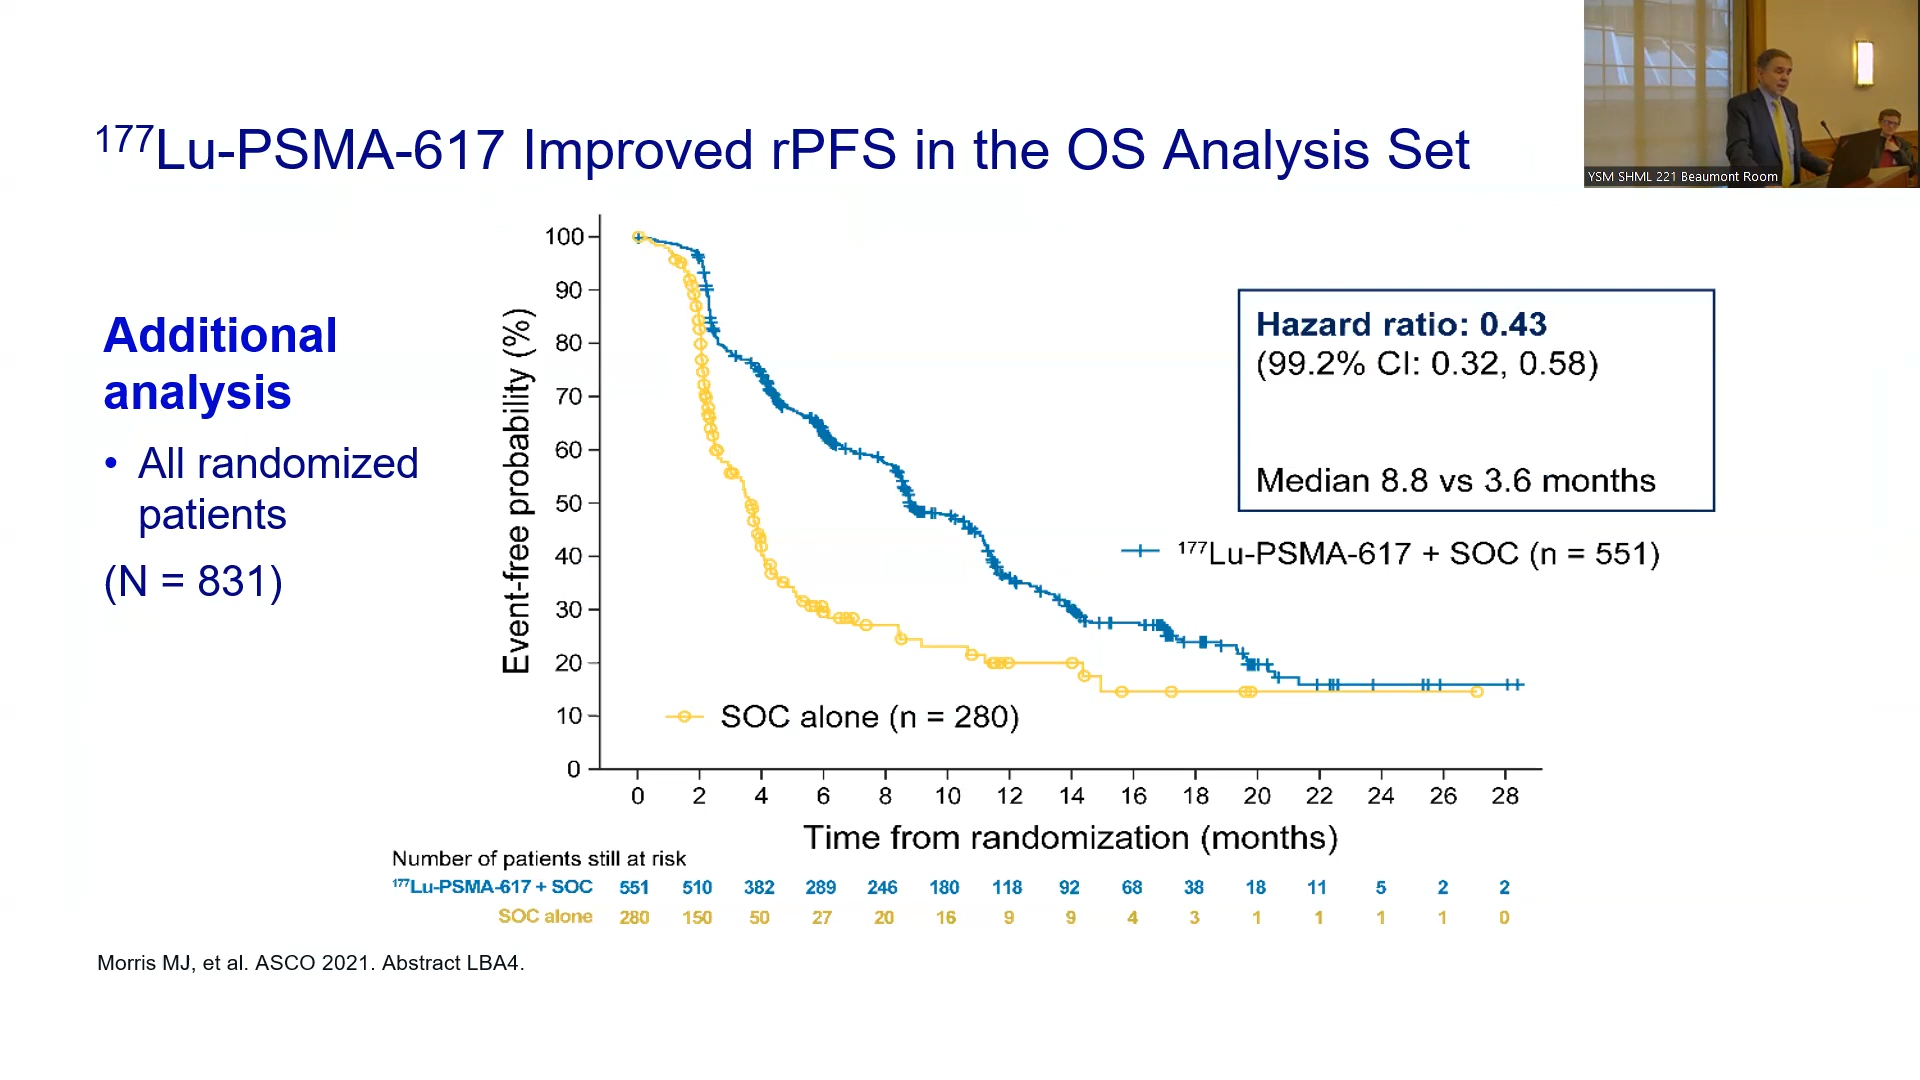 ¹⁷⁷Lu-PSMA-617 Improved rPFS in the OS Analysis Set
YSM SHML 221 Beaumont Room
Additional
analysis
• All randomized
patients
(N = 831)
Event-free probability (%)
100
90
80
70
60
50
40
30
20
10
0
Hazard ratio: 0.43
(99.2% CI: 0.32, 0.58)
Median 8.8 vs 3.6 months
¹⁷⁷Lu-PSMA-617 + SOC (n = 551)
SOC alone (n = 280)
0 2 4 6 8 10 12 14 16 18 20 22 24 26 28
Time from randomization (months)
Number of patients still at risk
¹⁷⁷Lu-PSMA-617 + SOC 551 510 382 289 246 180 118 92 68 38 18 11 5 2 2
SOC alone 280 150 50 27 20 16 9 9 4 3 1 1 1 1 0
Morris MJ, et al. ASCO 2021. Abstract LBA4.